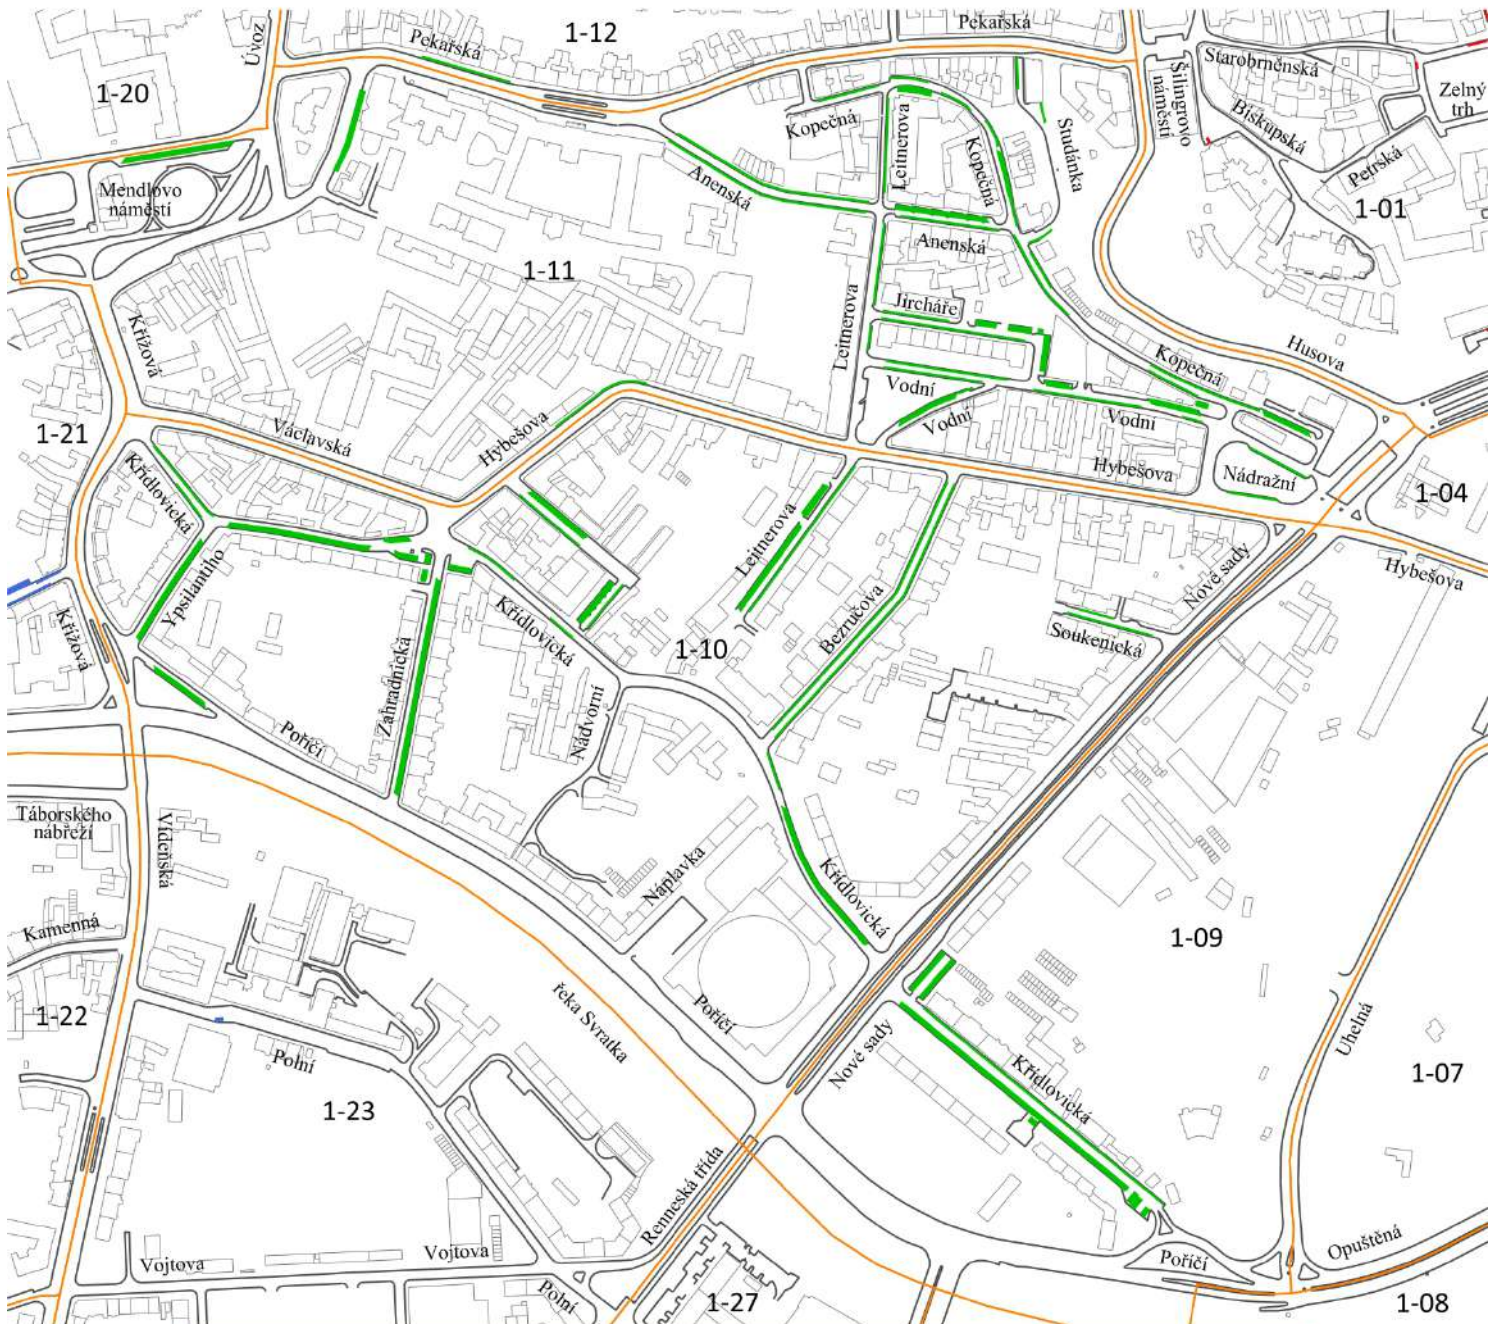 Pekařská
1-12
Pekařská
Úvoz
Starobrněnská
Šilingrovo
náměstí
1-20
Zelný
trh
Biskupská
Kopečná
Leitnerova
Kopečná
Studánka
Petrská
Mendlovo
náměstí
Anenská
1-01
Anenská
1-11
Jircháře
Křížová
Leitnerova
Husova
Kopečná
Vodní
Vodní
Vodní
1-21
Václavská
Hybešova
Hybešova
Nádražní
1-04
Křídlovická
Leitnerova
Ypsilantiho
Nové sady
Hybešova
Křídlovická
Bezručova
Křížová
1-10
Soukenická
Zahradnická
Nádvorní
Poříčí
Táborského
nábřeží
Vídeňská
Náplavka
Křídlovická
Kamenná
1-09
řeka Svratka
Poříčí
1-22
Uhelná
Polní
Nové sady
Křídlovická
1-07
1-23
Renneská třída
Vojtova
Vojtova
Poříčí
Opuštěná
Polní
1-27
1-08